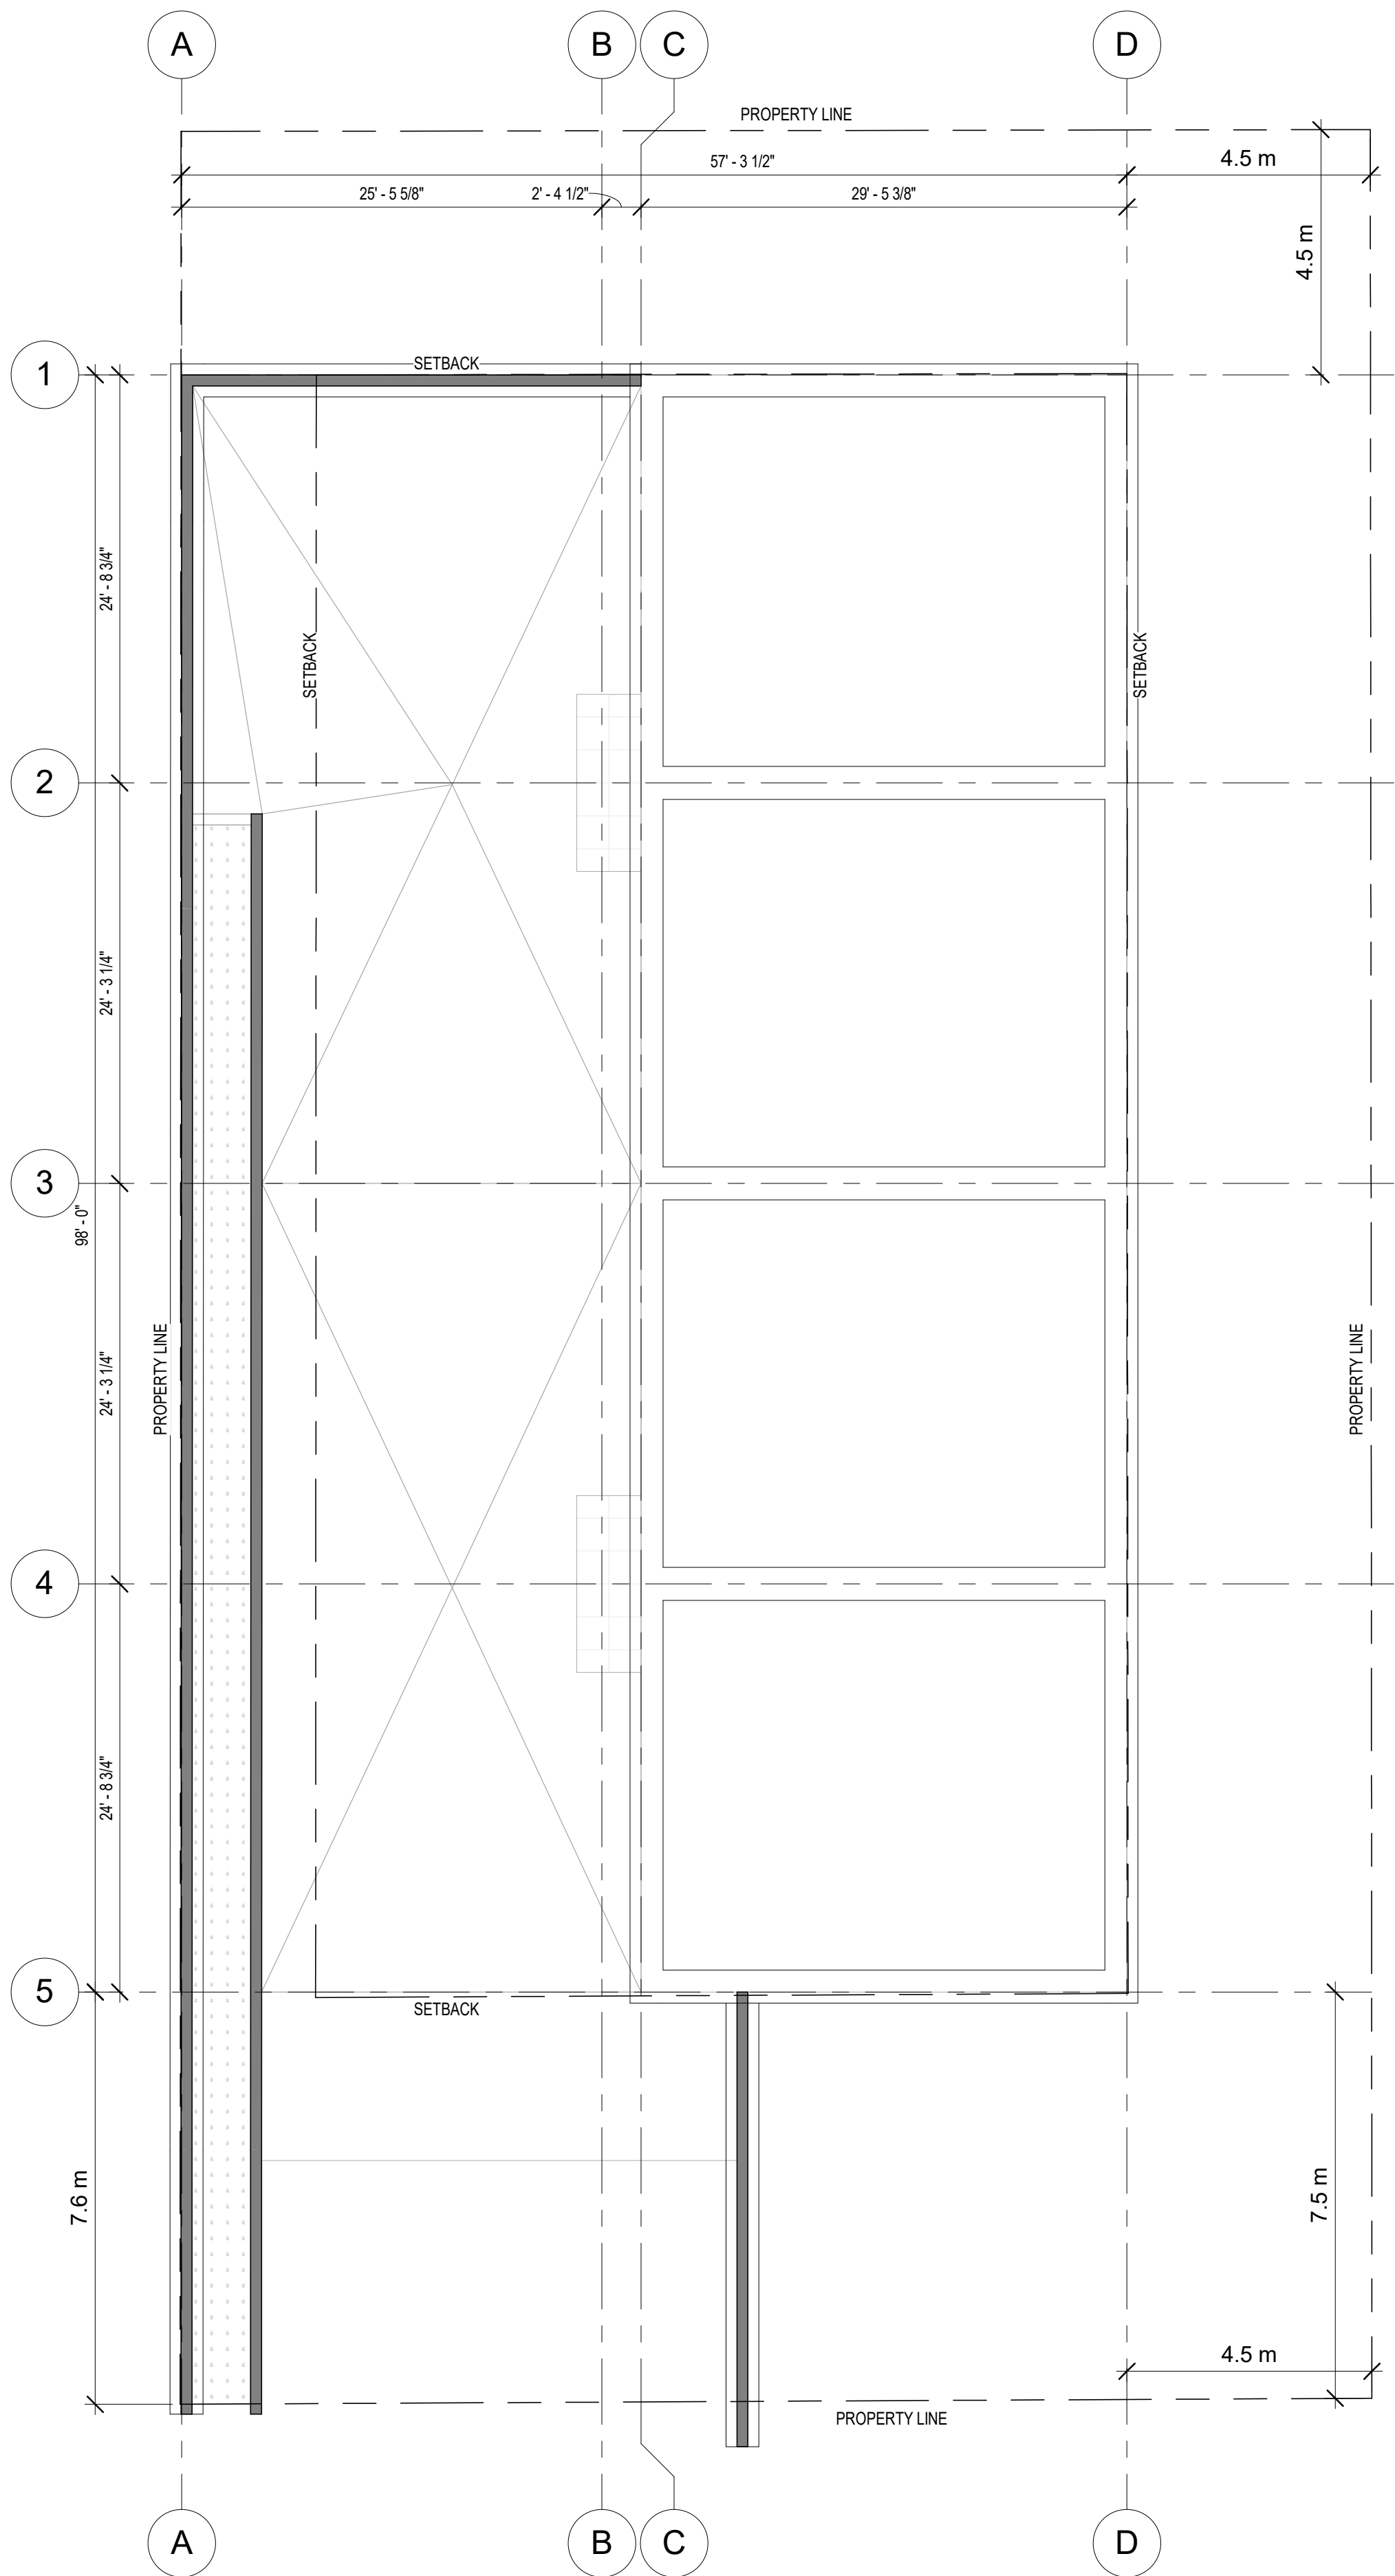 A
B
C
D
PROPERTY LINE
57' - 3 1/2"
4.5 m
25' - 5 5/8"
2' - 4 1/2"
29' - 5 3/8"
4.5 m
1
SETBACK
24' - 8 3/4"
SETBACK
SETBACK
2
24' - 3 1/4"
3
98' - 0"
PROPERTY LINE
24' - 3 1/4"
PROPERTY LINE
4
24' - 8 3/4"
5
SETBACK
7.6 m
7.5 m
4.5 m
PROPERTY LINE
A
B
C
D